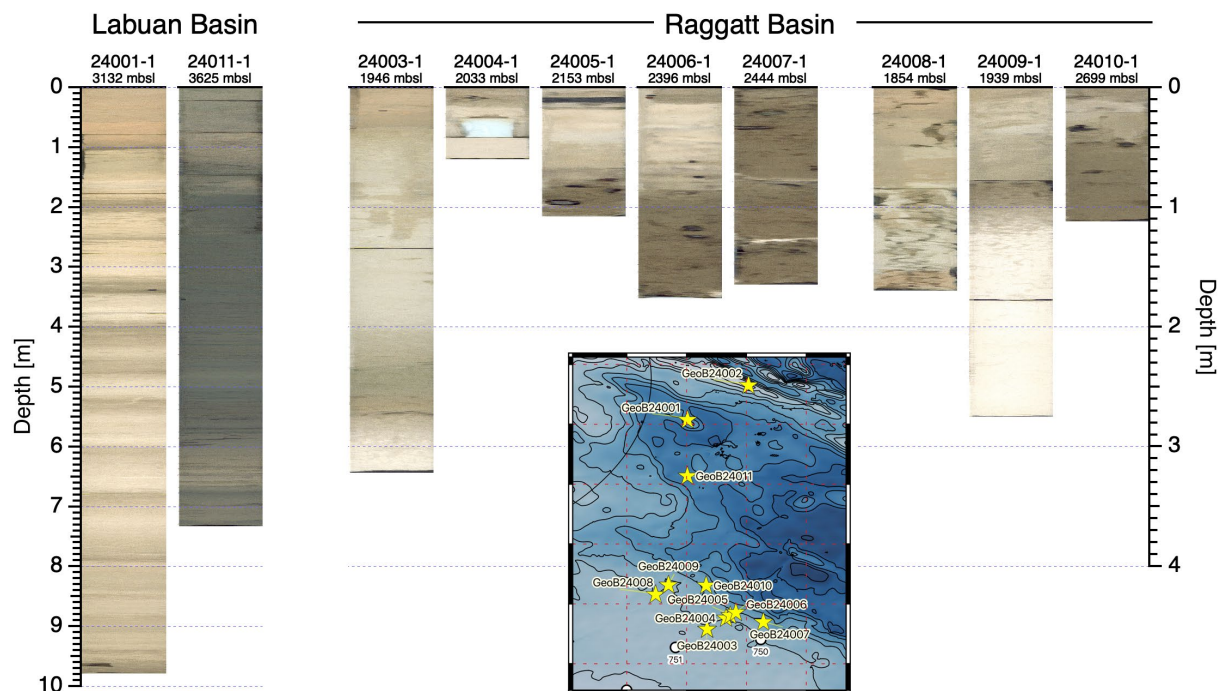 Labuan Basin
Raggatt Basin
24001-1 24011-1 24003-1 24004-1 24005-1 24006-1 24007-1 24008-1 24009-1 24010-1
3132 mbsl 3625 mbsl 1946 mbsl 2033 mbsl 2153 mbsl 2396 mbsl 2444 mbsl 1854 mbsl 1939 mbsl 2699 mbsl
0
1
2
3
4
5
6
7
8
9
10
Depth [m]
0
1
2
3
4
Depth [m]
GeoB24002
GeoB24001
GeoB24011
GeoB24009
GeoB24008
GeoB24010
GeoB24005
GeoB24006
GeoB24004
GeoB24007
GeoB24003
751
750